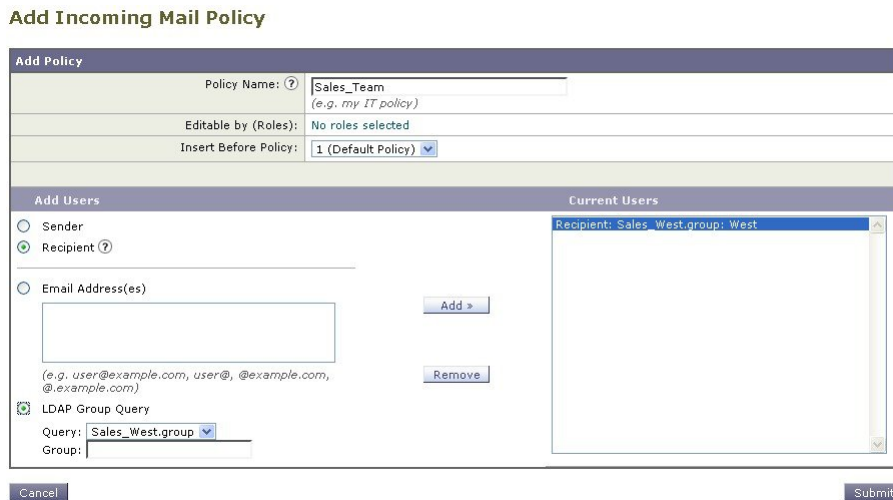 Add Incoming Mail Policy
Add Policy
Policy Name: ?
Sales_Team
(e.g. my IT policy)
Editable by (Roles): No roles selected
Insert Before Policy: 1 (Default Policy)
Add Users
Current Users
Sender
Recipient ?
Email Address(es)
(e.g. user@example.com, user@, @example.com,
@.example.com)
LDAP Group Query
Query: Sales_West.group
Group:
Add »
Remove
Recipient: Sales_West.group: West
Cancel
Submit